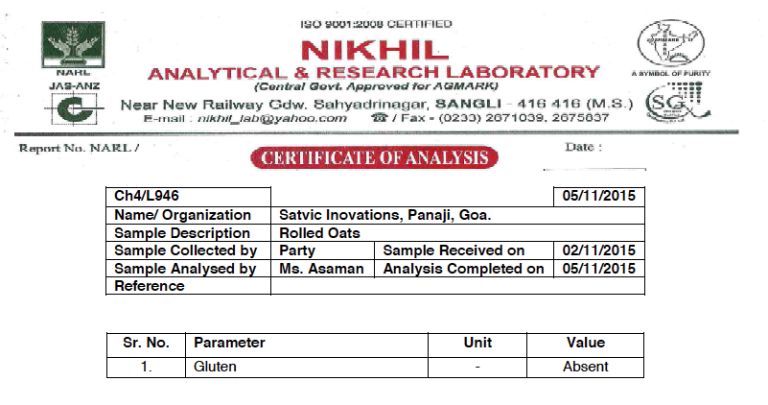 ISO 9001:2008 CERTIFIED
NIKHIL
ANALYTICAL & RESEARCH LABORATORY
(Central Govt. Approved for AGMARK)
Near New Railway Gdw. Sahyadrinagar, SANGLI - 416 416 (M.S.)
E-mail : nikhil_lab@yahoo.com ☎ / Fax - (0233) 2671039, 2675837
NARL
JAS-ANZ
C
A SYMBOL OF PURITY
SG
Report No. NARL /
CERTIFICATE OF ANALYSIS
Date :
Ch4/L946 05/11/2015
Name/ Organization Satvic Inovations, Panaji, Goa.
Sample Description Rolled Oats
Sample Collected by Party Sample Received on 02/11/2015
Sample Analysed by Ms. Asaman Analysis Completed on 05/11/2015
Reference
Sr. No. Parameter Unit Value
1. Gluten - Absent